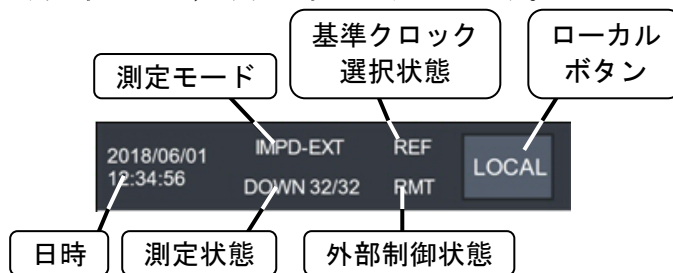 基準クロック
選択状態
ローカル
ボタン
測定モード
2018/06/01
12:34:56
IMPD-EXT
REF
DOWN 32/32
RMT
LOCAL
日時
測定状態
外部制御状態